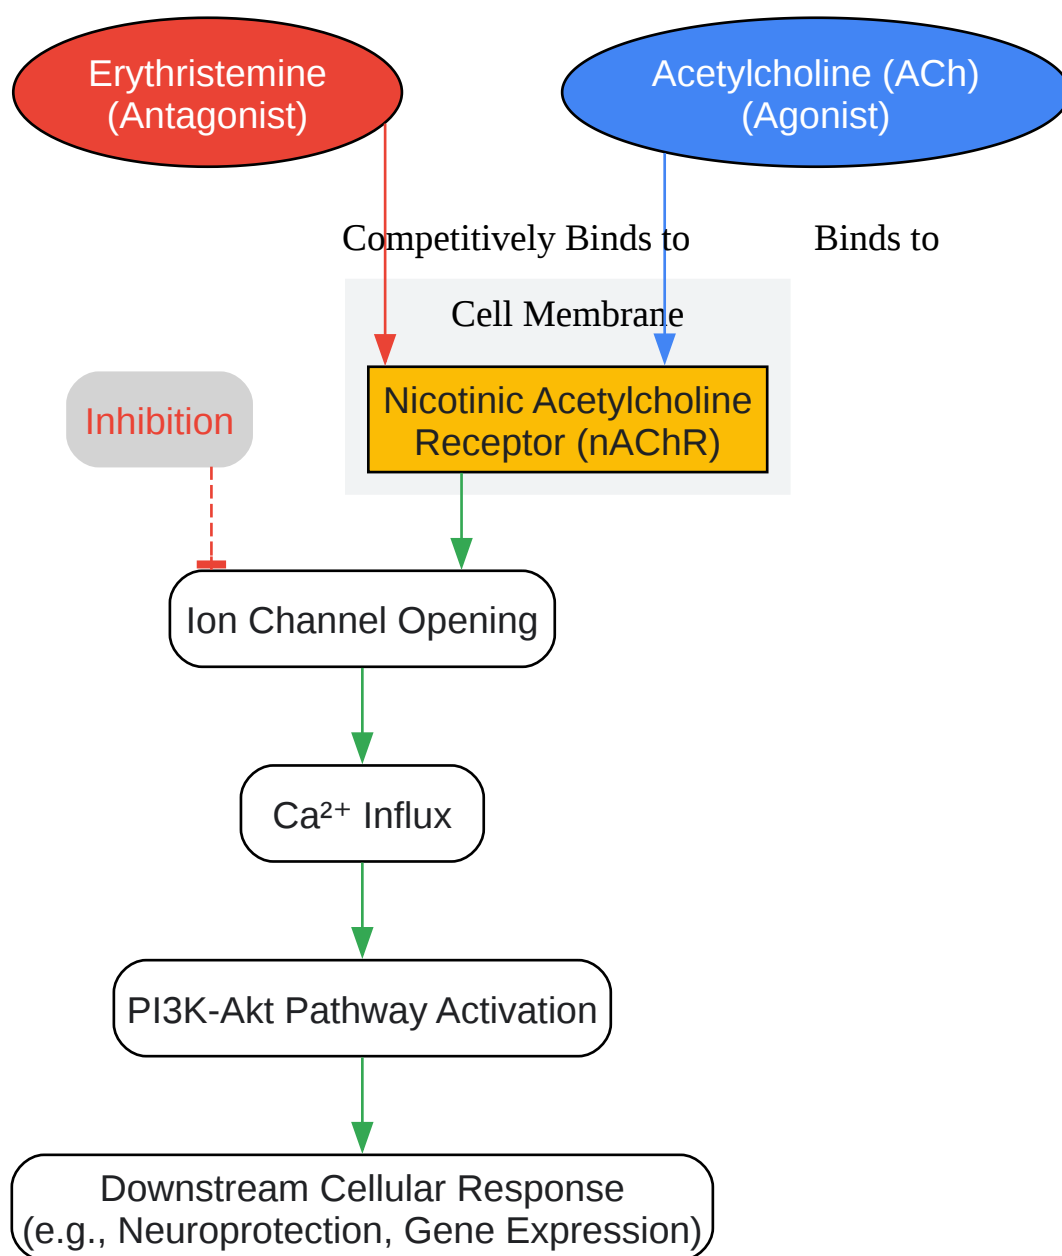 Erythristemine
(Antagonist)
Acetylcholine (ACh)
(Agonist)
Competitively Binds to
Binds to
Cell Membrane
Nicotinic Acetylcholine
Receptor (nAChR)
Inhibition
Ion Channel Opening
Ca²⁺ Influx
PI3K-Akt Pathway Activation
Downstream Cellular Response
(e.g., Neuroprotection, Gene Expression)